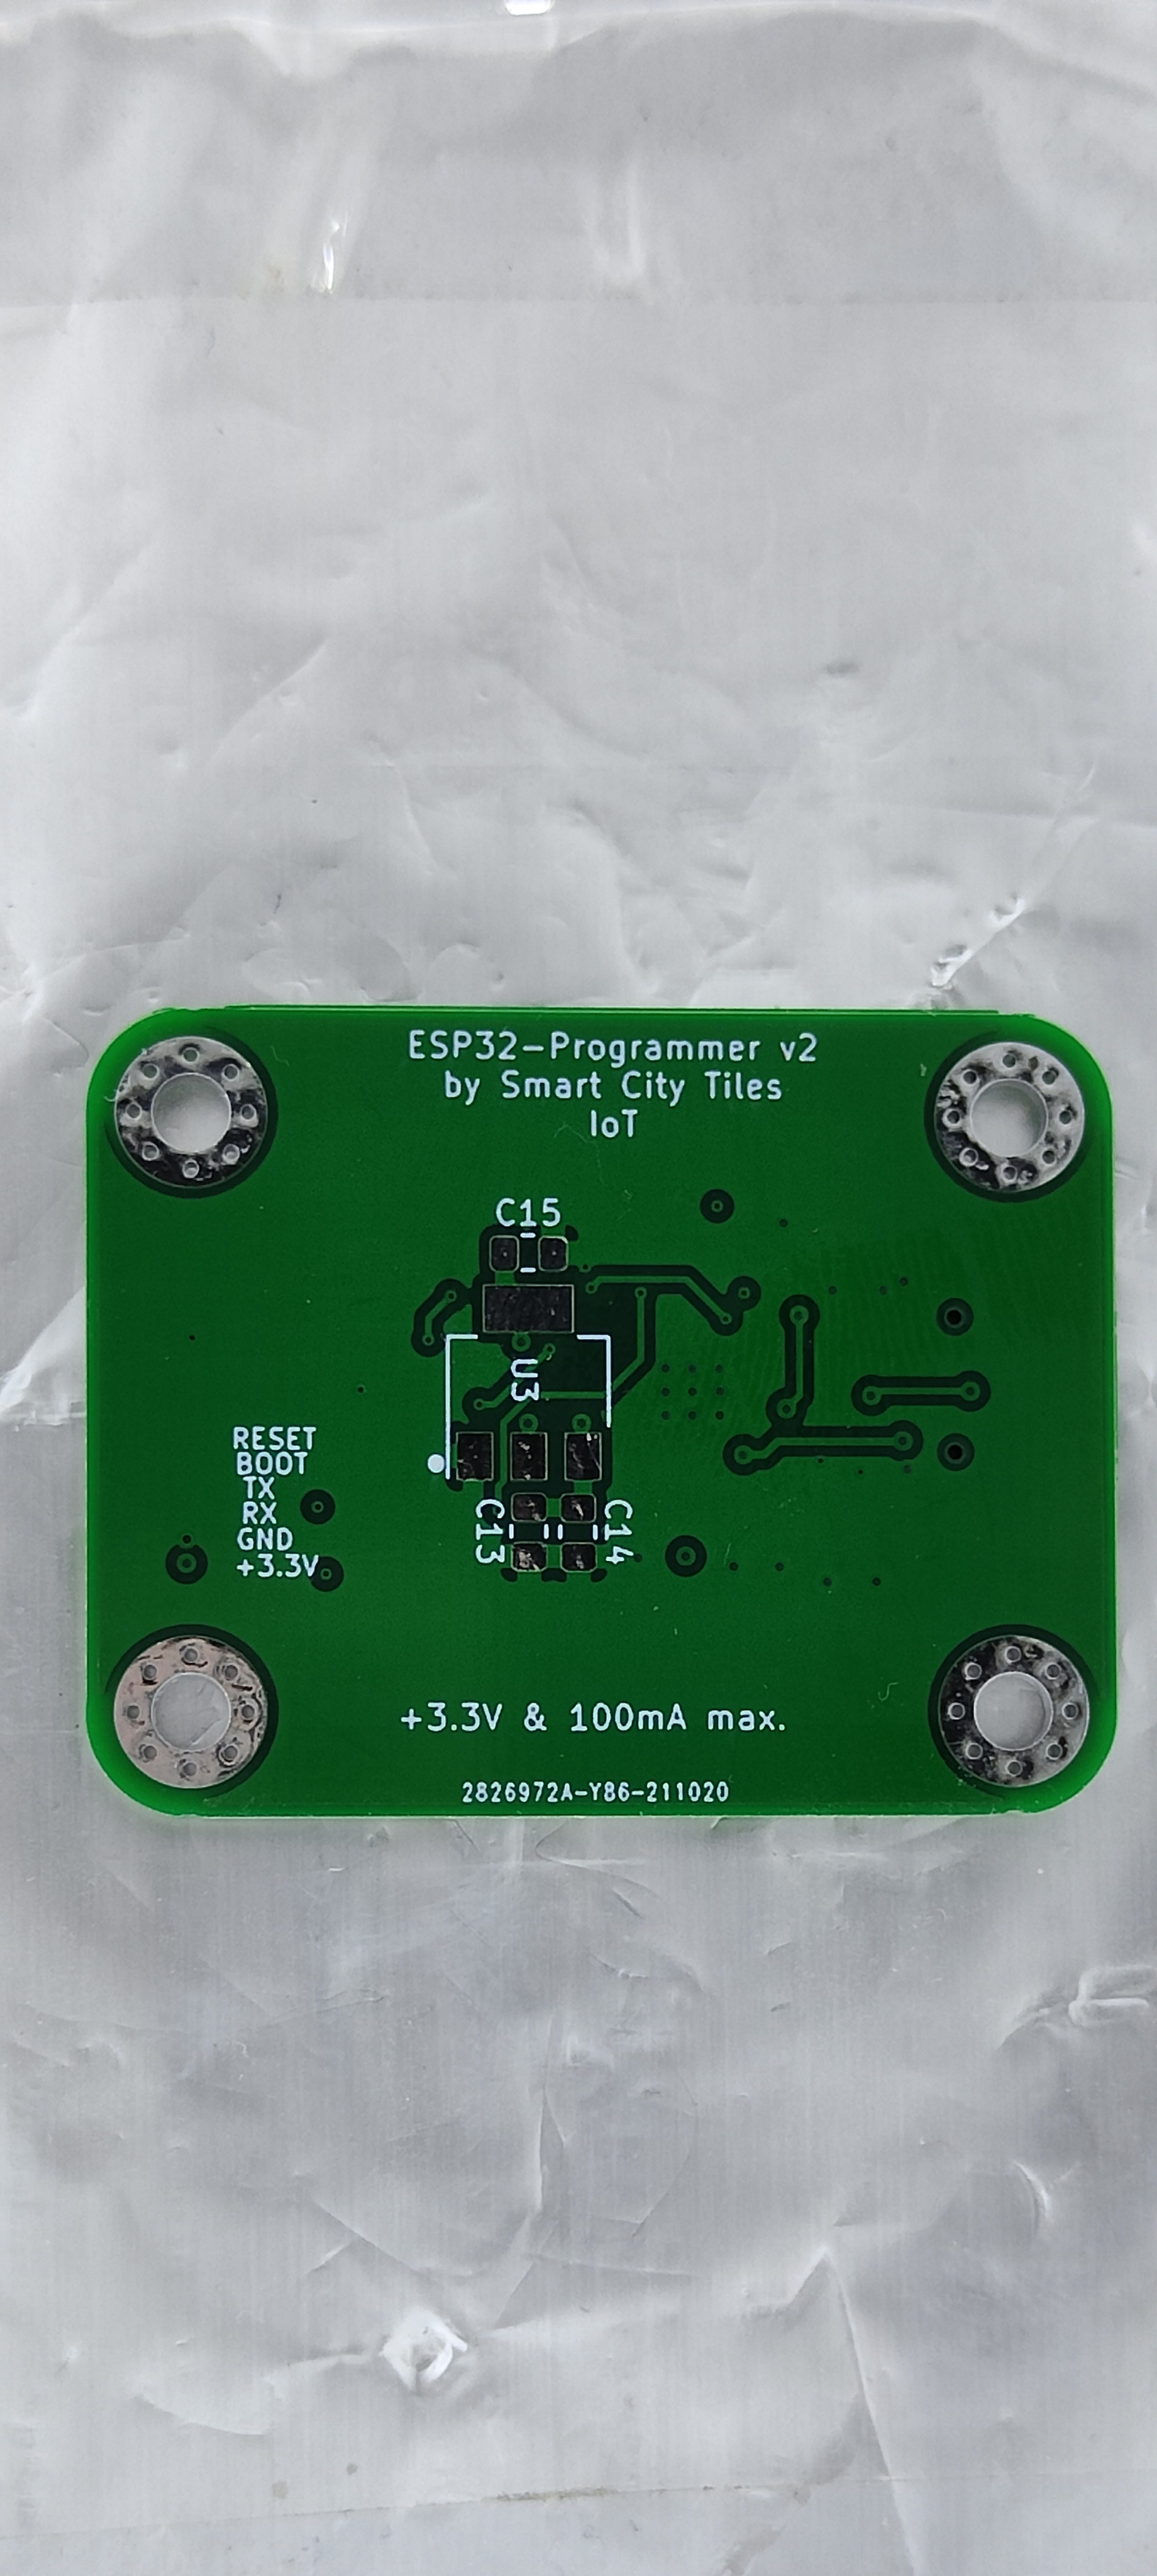 ESP32-Programmer v2
by Smart City Tiles
IoT
C15
U3
RESET
BOOT
TX
RX
GND
+3.3V
C13
C14
+3.3V & 100mA max.
2826972A-Y86-211020